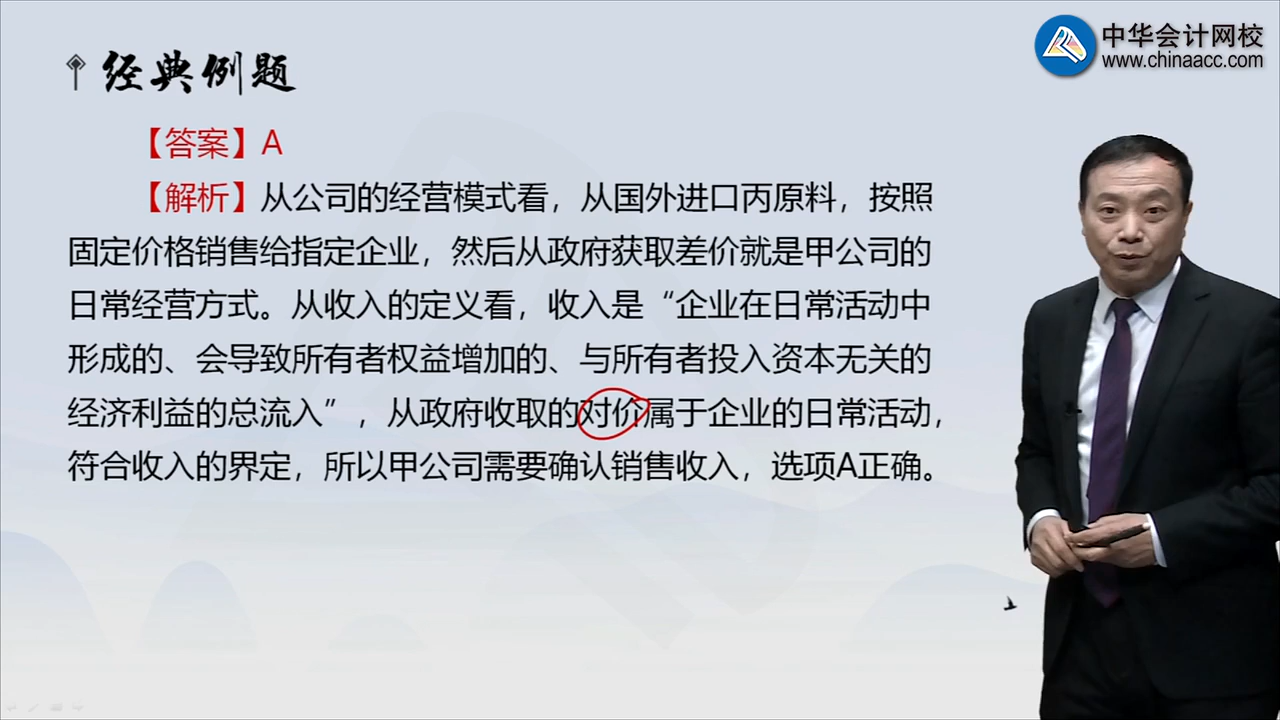 中华会计网校
www.chinaacc.com
经典例题
【答案】A
【解析】从公司的经营模式看，从国外进口丙原料，按照
固定价格销售给指定企业，然后从政府获取差价就是甲公司的
日常经营方式。从收入的定义看，收入是“企业在日常活动中
形成的、会导致所有者权益增加的、与所有者投入资本无关的
经济利益的总流入”，从政府收取的对价属于企业的日常活动，
符合收入的界定，所以甲公司需要确认销售收入，选项A正确。